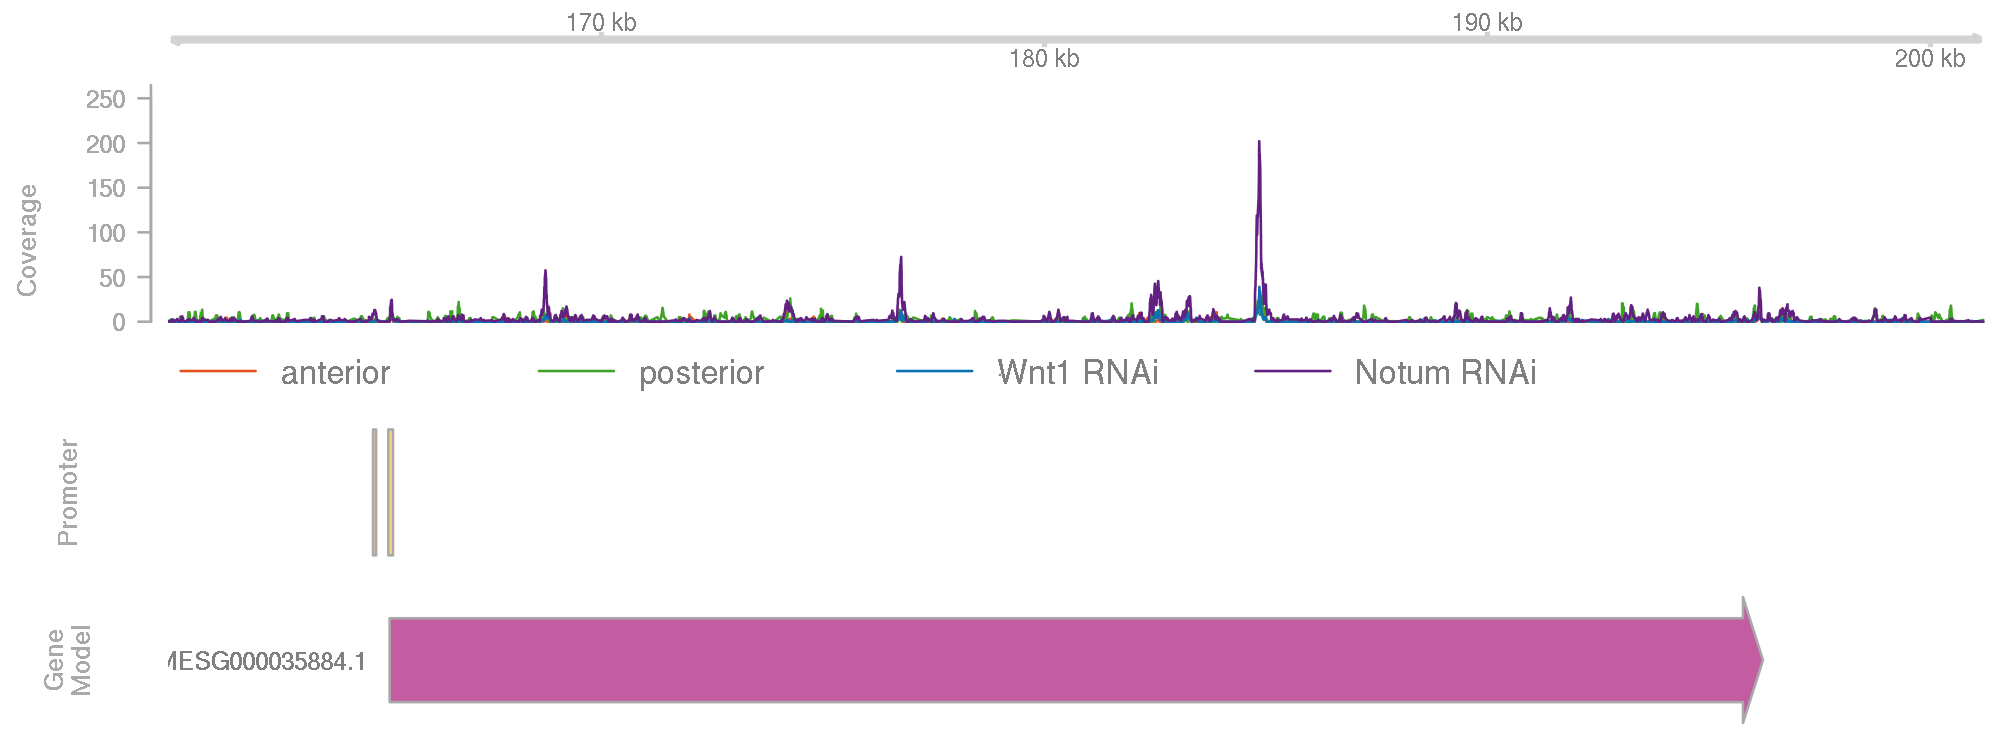 170 kb
190 kb
180 kb
200 kb
Coverage
250
200
150
100
50
0
anterior
posterior
Wnt1 RNAi
Notum RNAi
Promoter
Gene
Model
MESG000035884.1